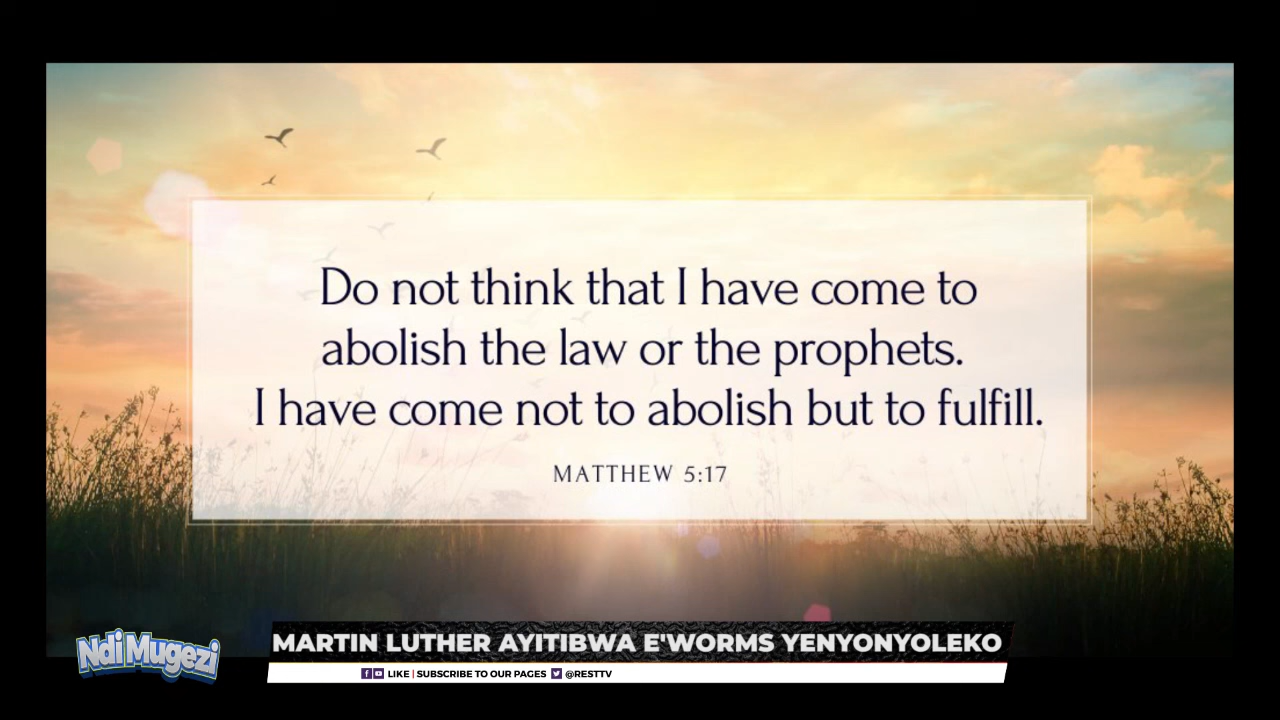 Do not think that I have come to
abolish the law or the prophets.
I have come not to abolish but to fulfill.
MATTHEW 5:17
Ndi Mugezi
MARTIN LUTHER AYITIBWA E'WORMS YENYONYOLEKO
LIKE | SUBSCRIBE TO OUR PAGES @RESTTV